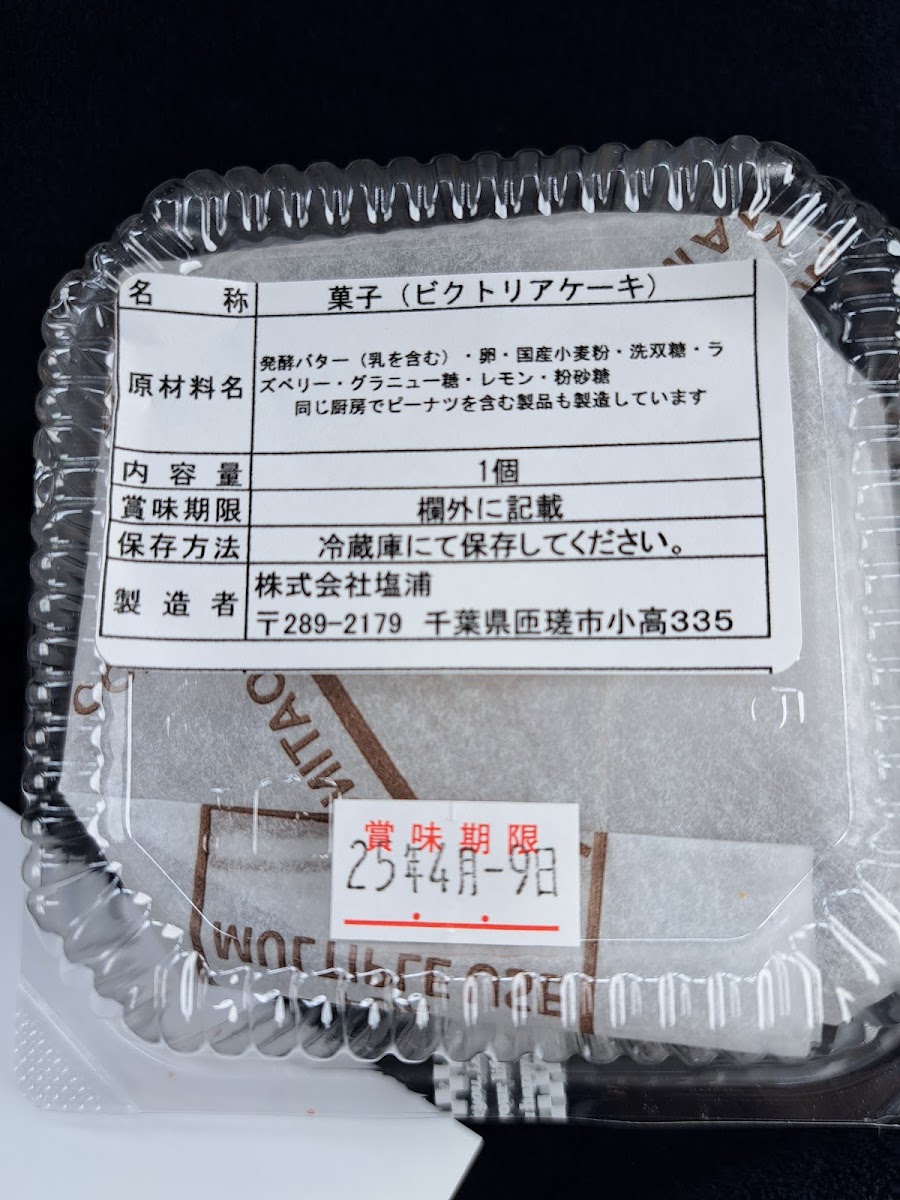 名称 菓子（ビクトリアケーキ）
原材料名 発酵バター（乳を含む）・卵・国産小麦粉・洗双糖・ラ
ズベリー・グラニュー糖・レモン・粉砂糖
同じ厨房でピーナツを含む製品も製造しています
内容量 1個
賞味期限 欄外に記載
保存方法 冷蔵庫にて保存してください。
製造者 株式会社塩浦
〒289-2179 千葉県匝瑳市小高335
賞味期限
25年4月-9日
MULTIPLE USE